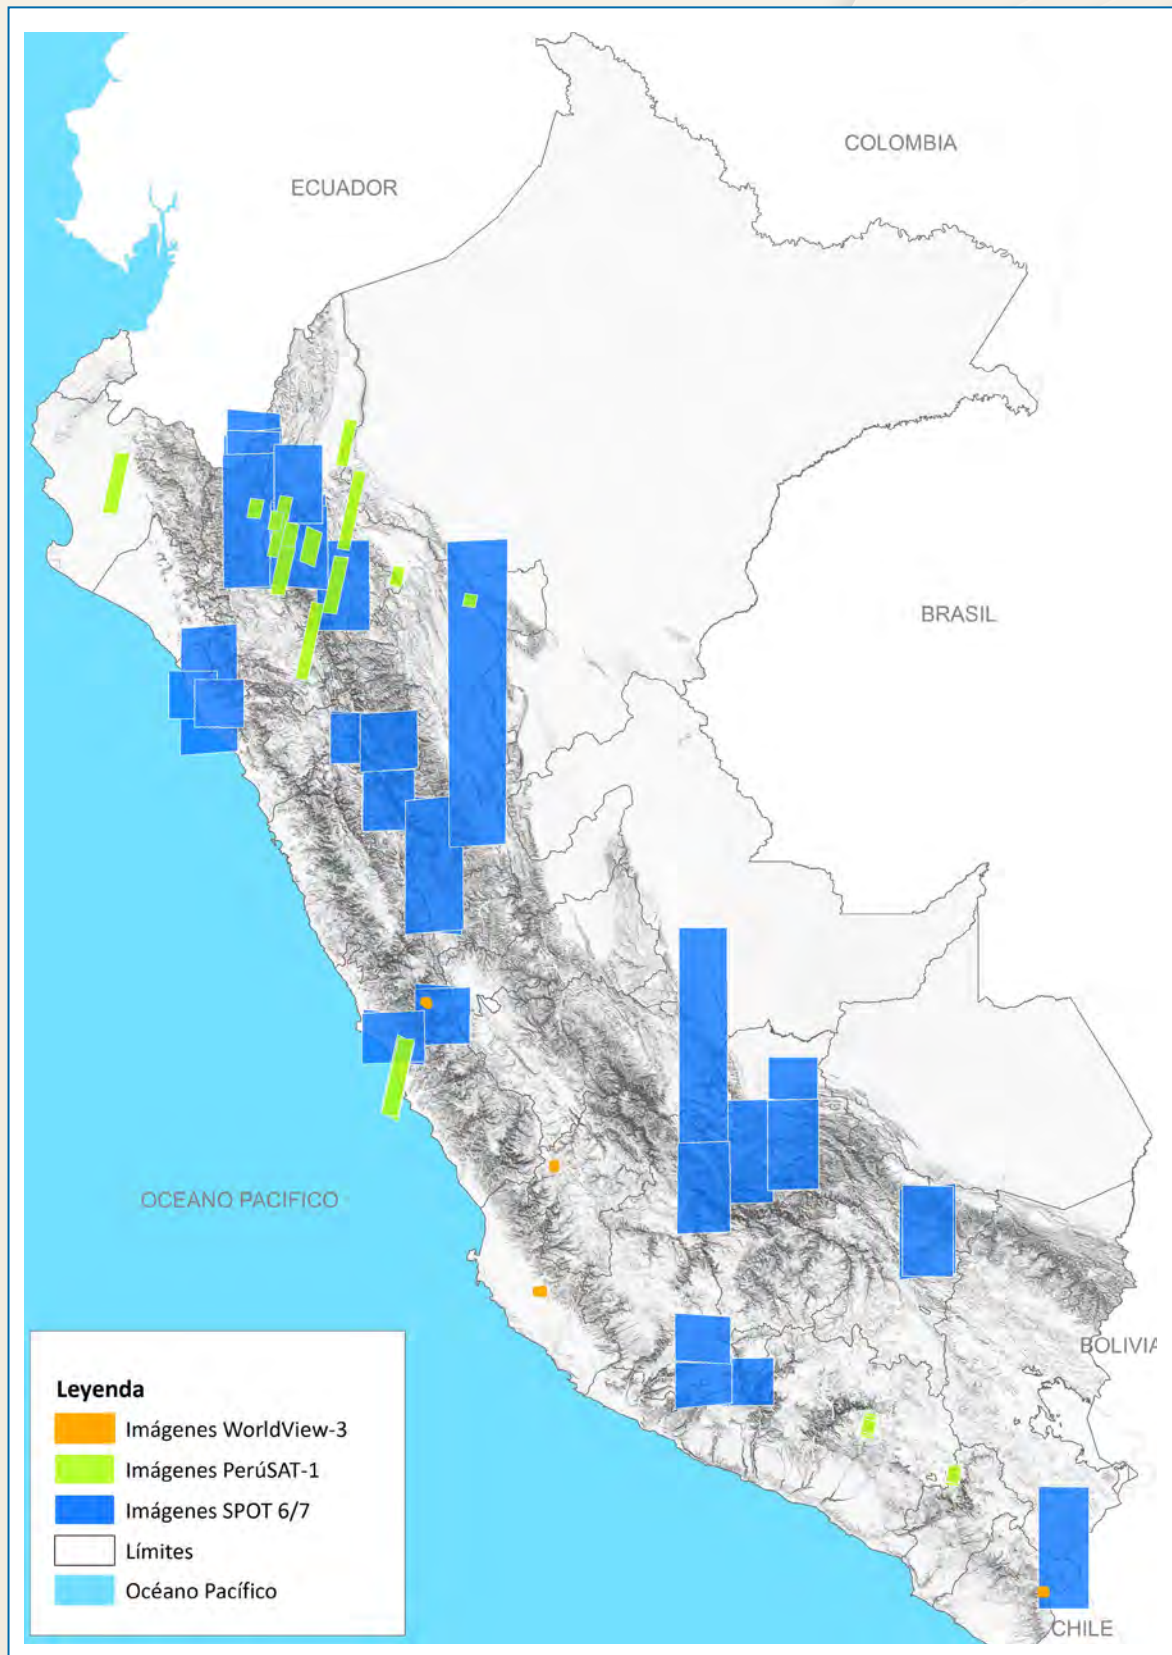 COLOMBIA
ECUADOR
BRASIL
OCEANO PACIFICO
BOLIVIA
CHILE
Leyenda
Imágenes WorldView-3
Imágenes PerúSAT-1
Imágenes SPOT 6/7
Límites
Océano Pacífico